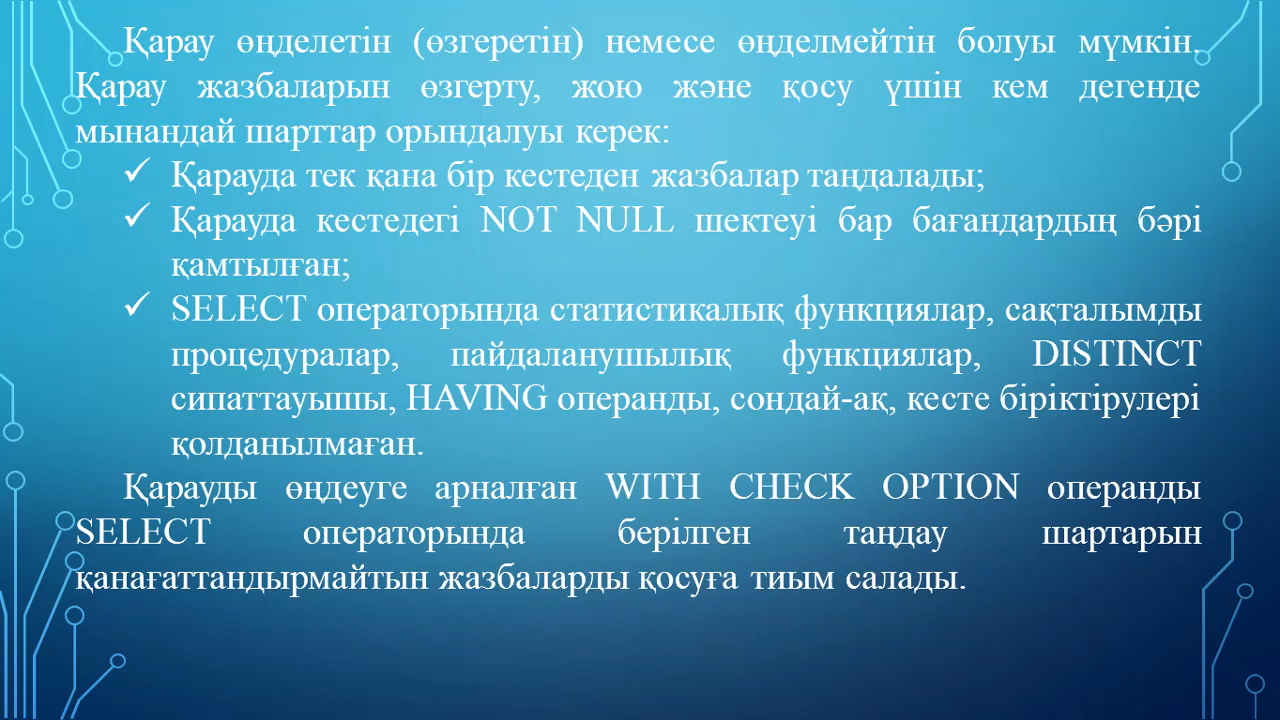 Қарау өңделетін (өзгеретін) немесе өңделмейтін болуы мүмкін.
Қарау жазбаларын өзгерту, жою және қосу үшін кем дегенде
мынандай шарттар орындалуы керек:
✓ Қарауда тек қана бір кестеден жазбалар таңдалады;
✓ Қарауда кестедегі NOT NULL шектеуі бар бағандардың бәрі
қамтылған;
✓ SELECT операторында статистикалық функциялар, сақталымды
процедуралар, пайдаланушылық функциялар, DISTINCT
сипаттауышы, HAVING операнды, сондай-ақ, кесте біріктірулері
қолданылмаған.
Қарауды өңдеуге арналған WITH CHECK OPTION операнды
SELECT операторында берілген таңдау шартарын
қанағаттандырмайтын жазбаларды қосуға тиым салады.